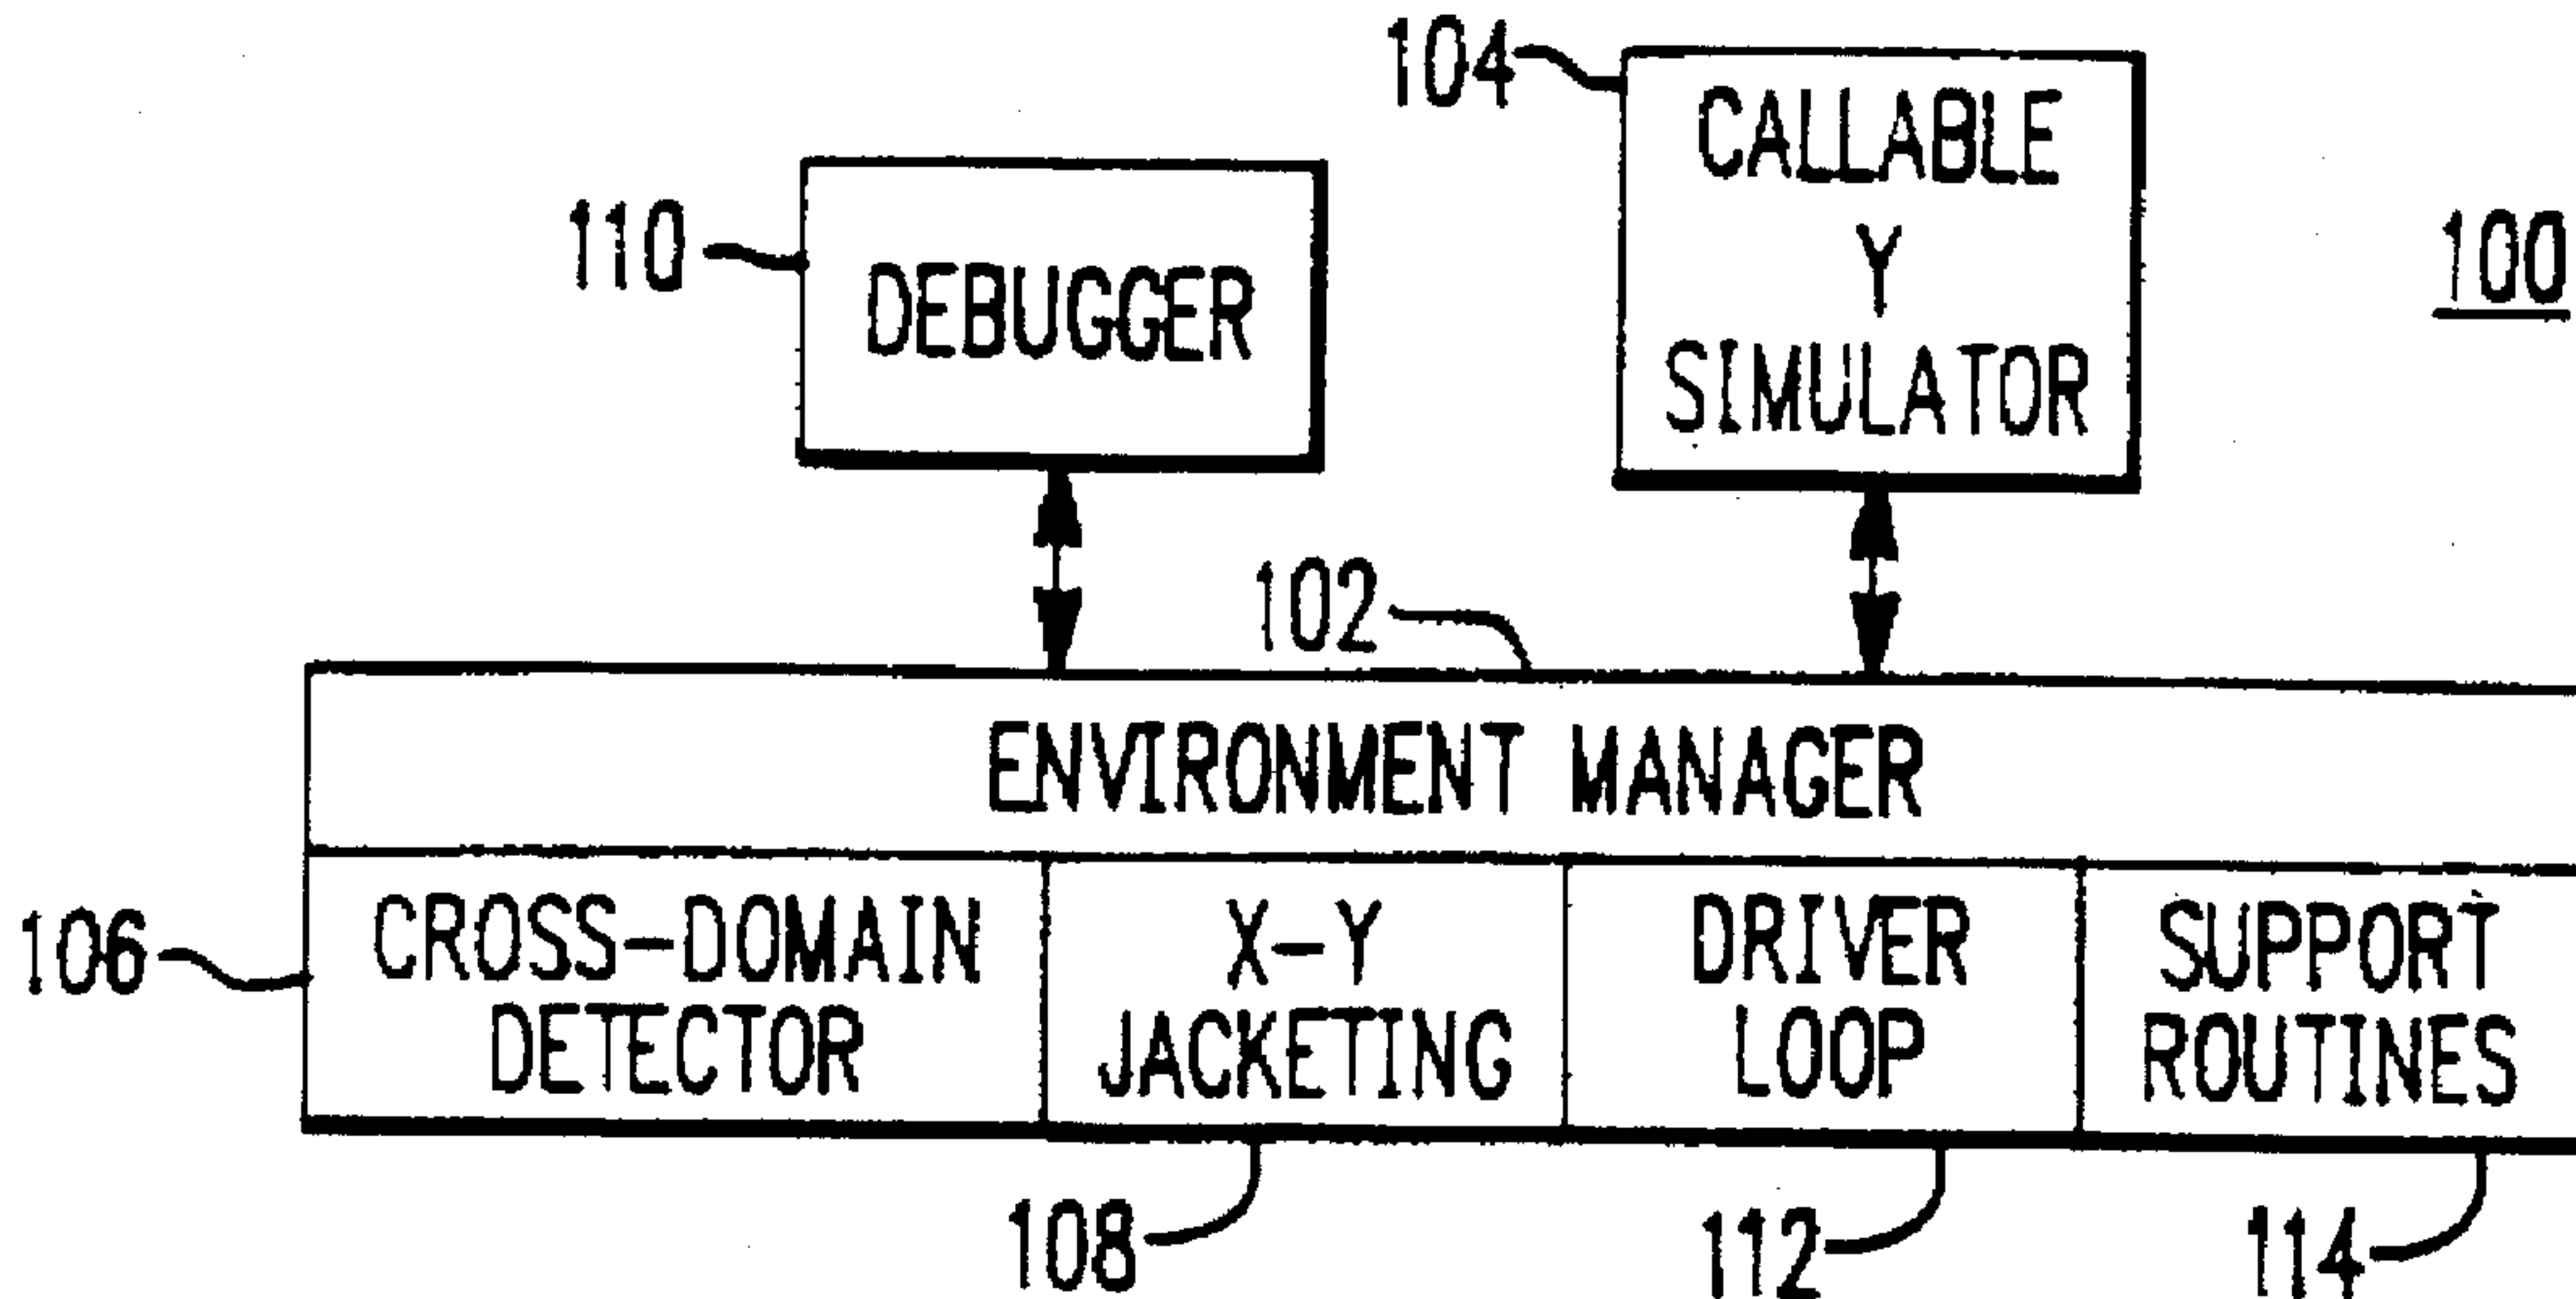 104
CALLABLE
Y
SIMULATOR
110
DEBUGGER
100
102
ENVIRONMENT MANAGER
106
CROSS-DOMAIN
DETECTOR
X-Y
JACKETING
DRIVER
LOOP
SUPPORT
ROUTINES
108
112
114